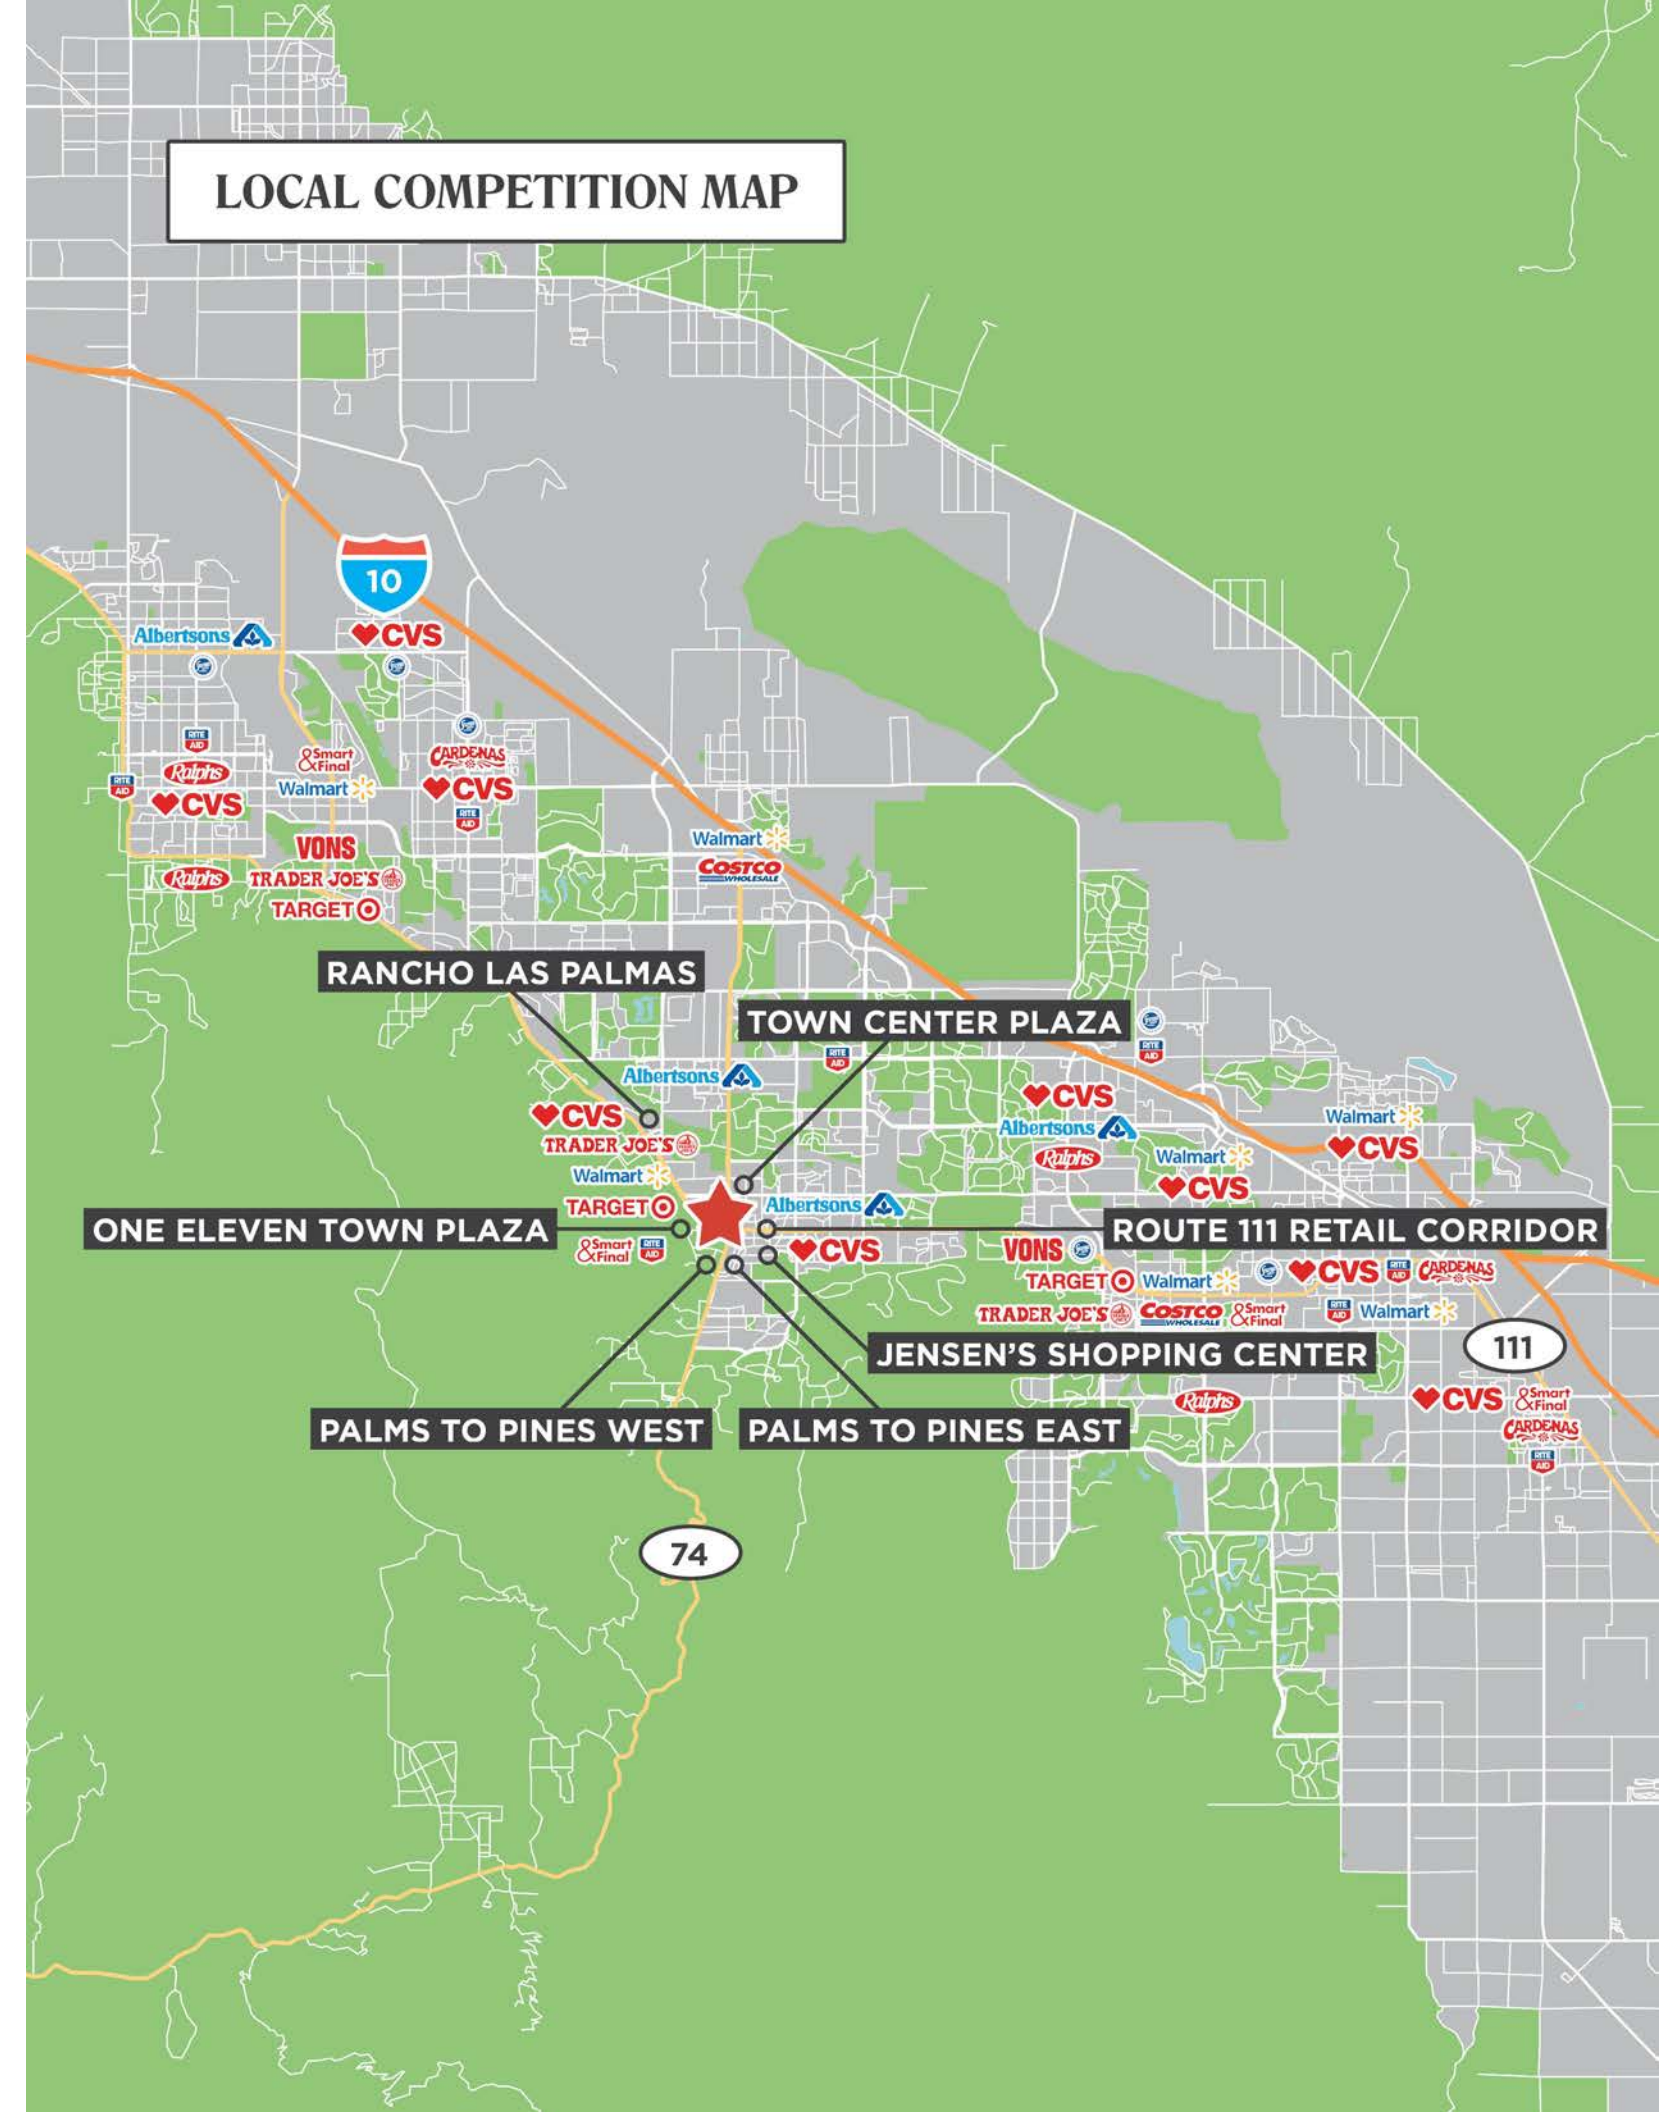 LOCAL COMPETITION MAP
10
Albertsons
CVS
RITE AID
Ralphs
CVS
RITE AID
Smart &Final
Walmart
CARDENAS
CVS
RITE AID
VONS
Ralphs
TRADER JOE'S
TARGET
Walmart
COSTCO WHOLESALE
RANCHO LAS PALMAS
TOWN CENTER PLAZA
RITE AID
RITE AID
Albertsons
CVS
TRADER JOE'S
Walmart
TARGET
CVS
Albertsons
Ralphs
Walmart
CVS
Walmart
CVS
ONE ELEVEN TOWN PLAZA
Albertsons
ROUTE 111 RETAIL CORRIDOR
Smart &Final
RITE AID
CVS
VONS
TARGET
Walmart
CVS
RITE AID
CARDENAS
TRADER JOE'S
COSTCO WHOLESALE
Smart &Final
RITE AID
Walmart
JENSEN'S SHOPPING CENTER
111
Ralphs
CVS
Smart &Final
CARDENAS
RITE AID
PALMS TO PINES WEST
PALMS TO PINES EAST
74